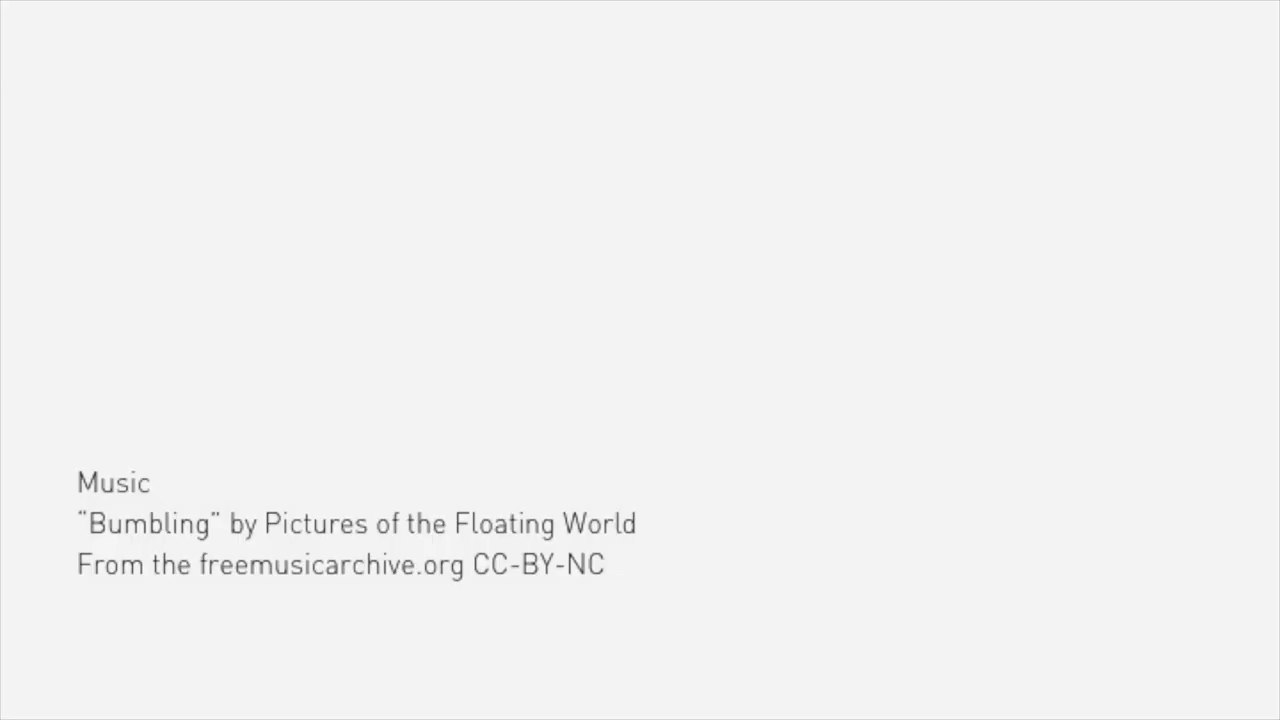 Music
“Bumbling” by Pictures of the Floating World
From the freemusicarchive.org CC-BY-NC